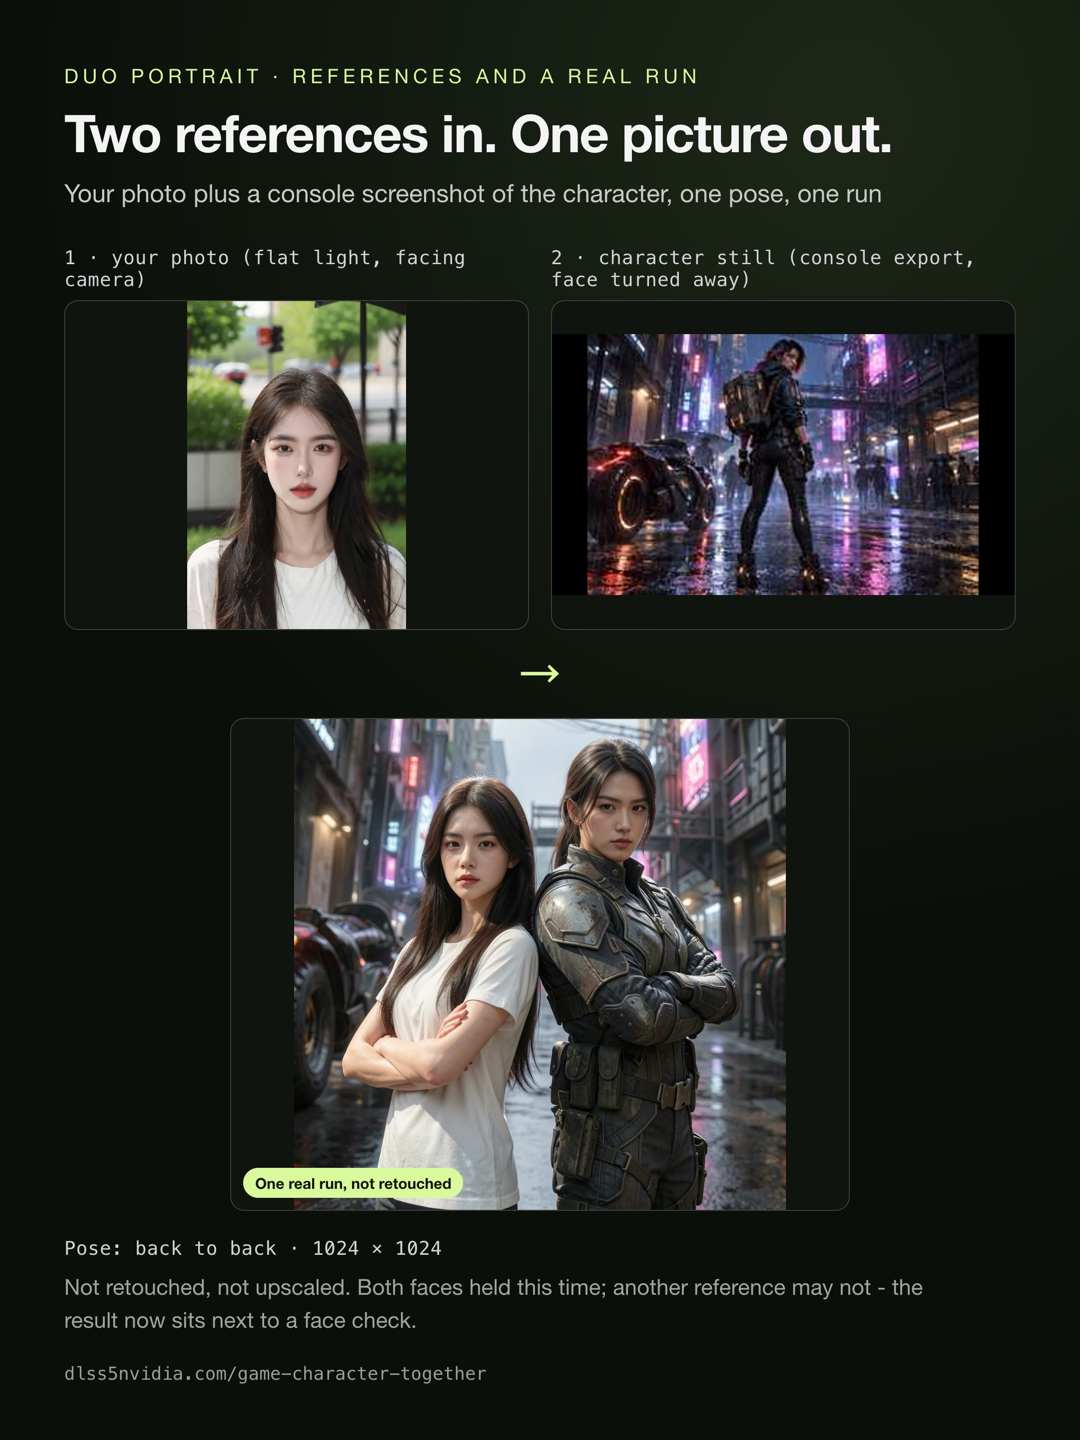 DUO PORTRAIT · REFERENCES AND A REAL RUN
Two references in. One picture out.
Your photo plus a console screenshot of the character, one pose, one run
1 · your photo (flat light, facing
camera)
2 · character still (console export,
face turned away)
→
One real run, not retouched
Pose: back to back · 1024 × 1024
Not retouched, not upscaled. Both faces held this time; another reference may not - the
result now sits next to a face check.
dlss5nvidia.com/game-character-together